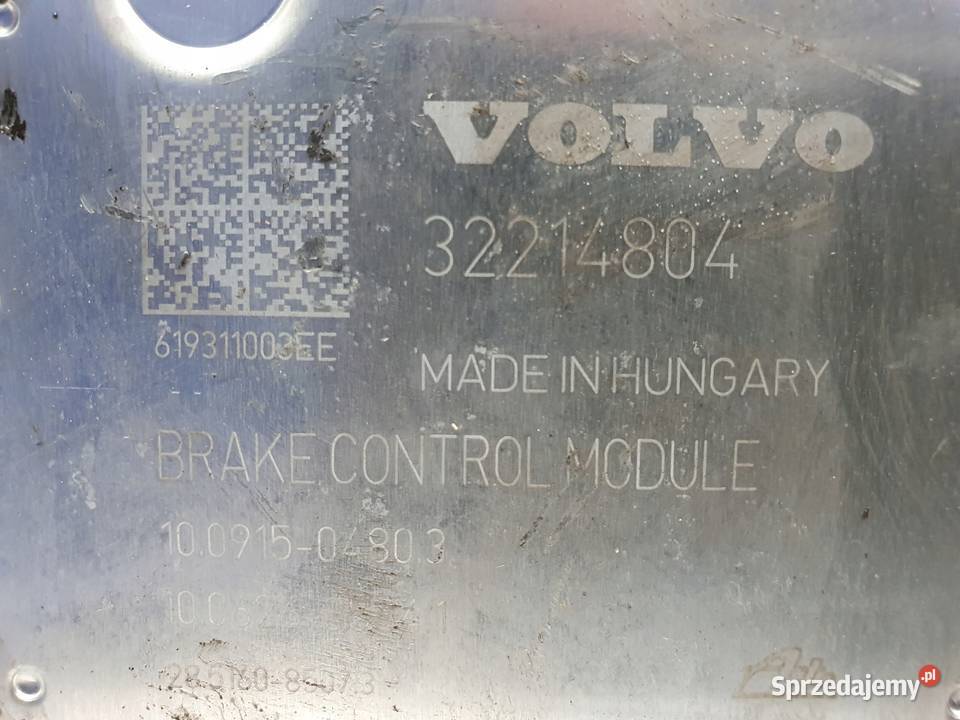 VOLVO
32214804
619311003EE
MADE IN HUNGARY
BRAKE CONTROL MODULE
10.0915-0480.3
Sprzedajemy.pl